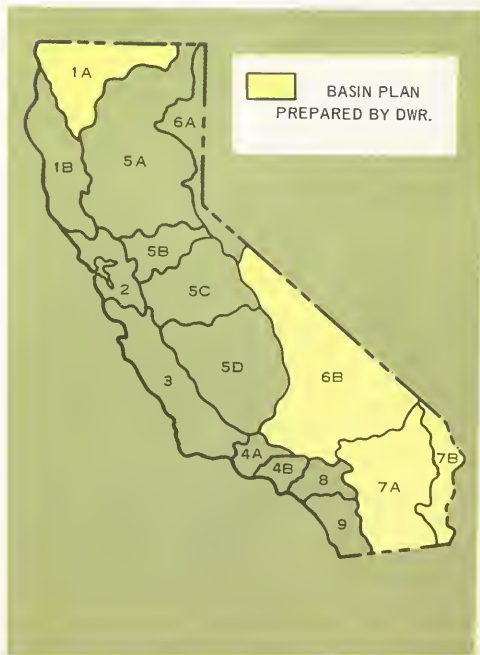 BASIN PLAN
PREPARED BY DWR.
1A
6A
5A
1B
5B
2
5C
6B
3
5D
7B
4A
4B
8
7A
9